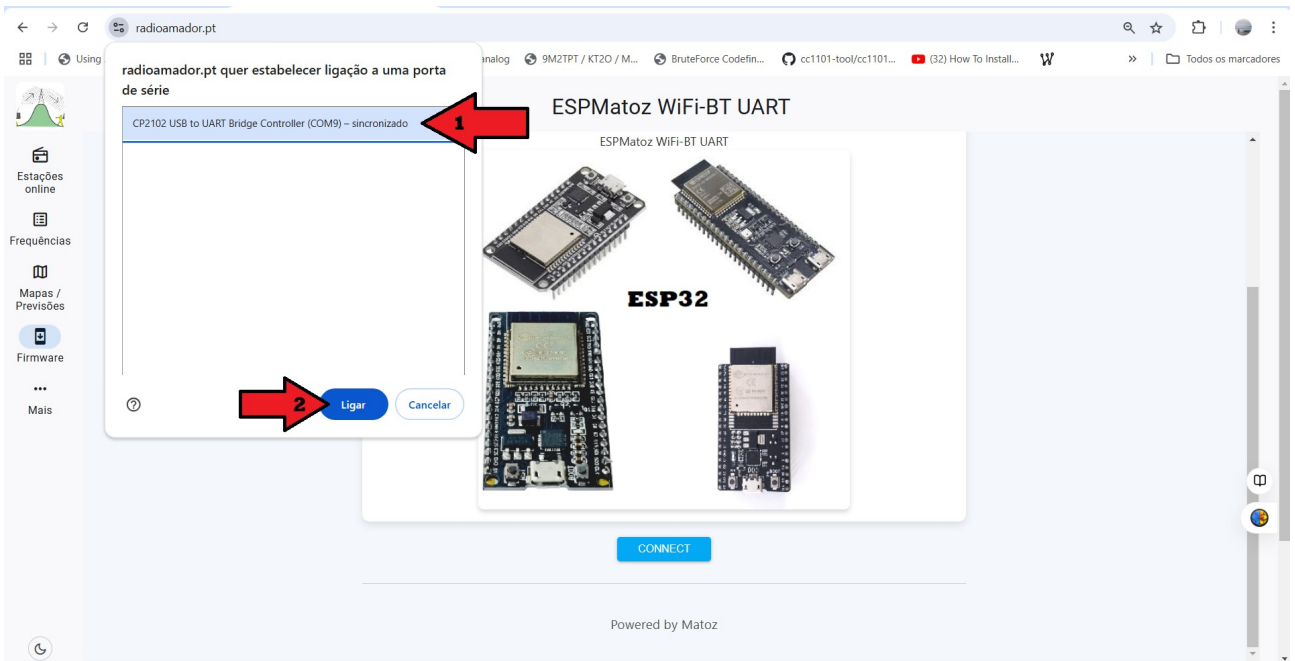 radioamador.pt
Using
analog
9M2TPT / KT2O / M...
BruteForce Codefin...
cc1101-tool/cc1101...
(32) How To Install...
W
»
Todos os marcadores
radioamador.pt quer estabelecer ligação a uma porta
de série
CP2102 USB to UART Bridge Controller (COM9) – sincronizado
1
2
Ligar
Cancelar
Estações
online
Frequências
Mapas /
Previsões
Firmware
Mais
ESPMatoz WiFi-BT UART
ESPMatoz WiFi-BT UART
ESP32
CONNECT
Powered by Matoz